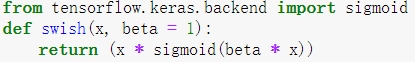 from tensorflow.keras.backend import sigmoid
def swish(x, beta = 1):
    return (x * sigmoid(beta * x))